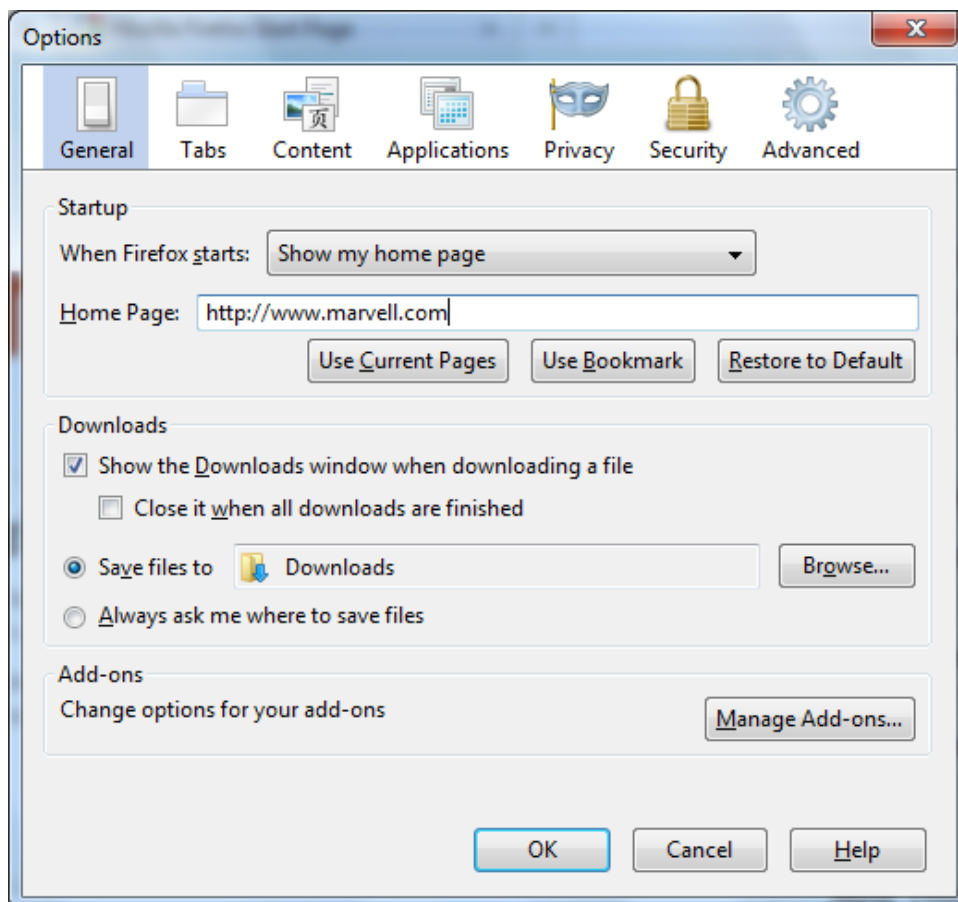 Options
General Tabs Content Applications Privacy Security Advanced
页
Startup
When Firefox starts: Show my home page
Home Page: http://www.marvell.com
Use Current Pages Use Bookmark Restore to Default
Downloads
Show the Downloads window when downloading a file
Close it when all downloads are finished
Save files to Downloads Browse...
Always ask me where to save files
Add-ons
Change options for your add-ons Manage Add-ons...
OK Cancel Help